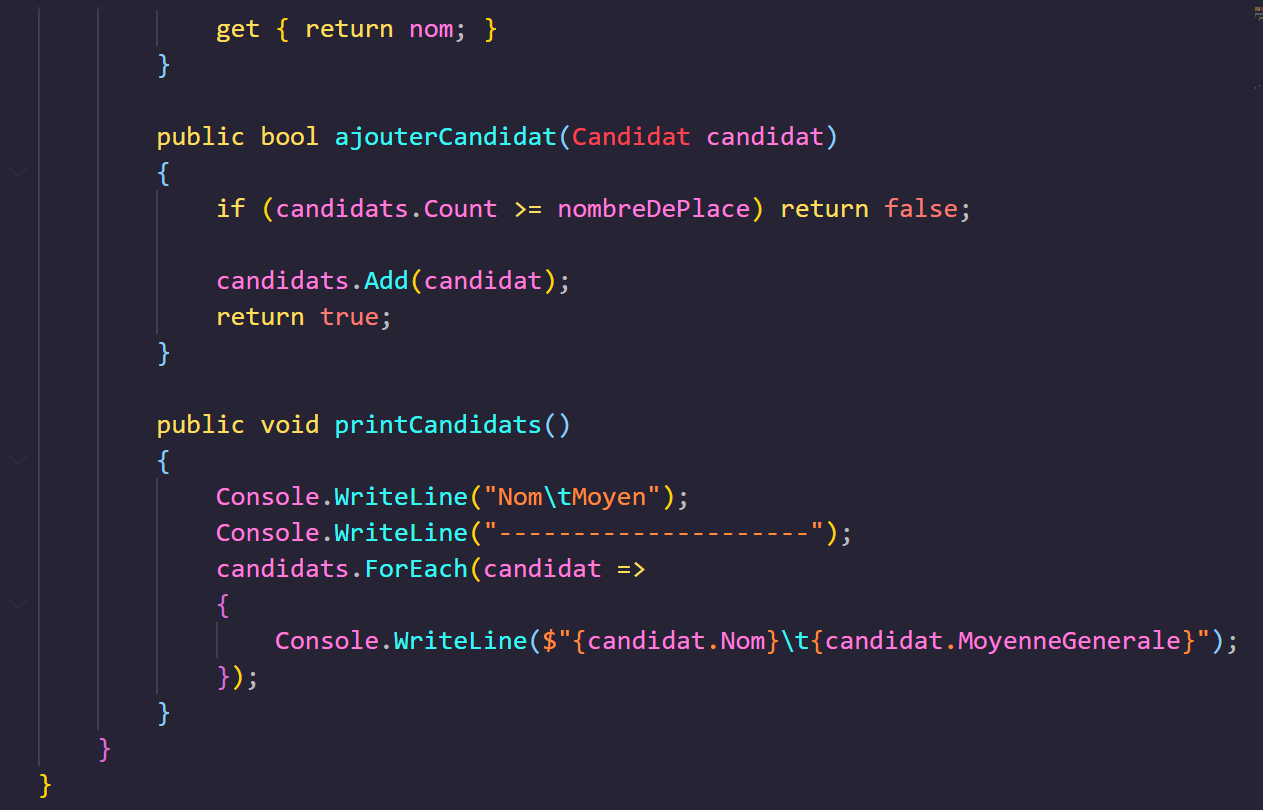 get { return nom; }
}
public bool ajouterCandidat(Candidat candidat)
{
if (candidats.Count >= nombreDePlace) return false;
candidats.Add(candidat);
return true;
}
public void printCandidats()
{
Console.WriteLine("Nom\tMoyen");
Console.WriteLine("---------------------");
candidats.ForEach(candidat =>
{
Console.WriteLine($"{candidat.Nom}\t{candidat.MoyenneGenerale}");
});
}
}
}